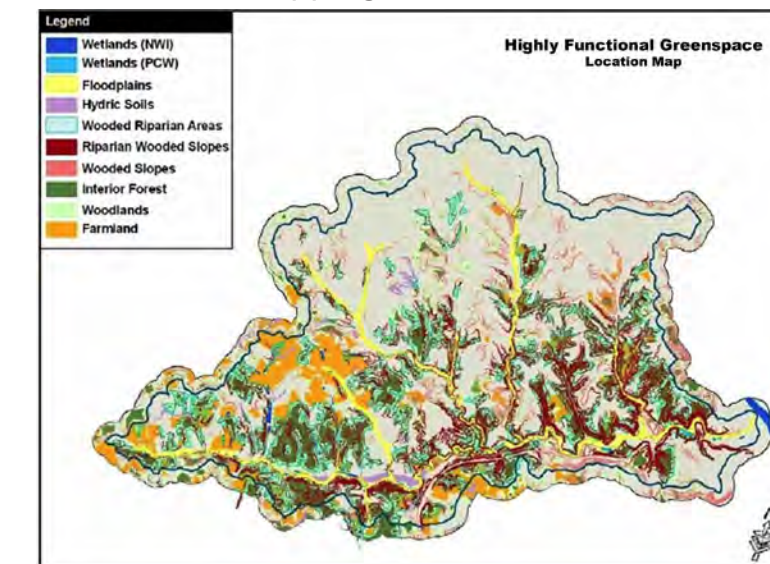 Legend
Wetlands (NWI)
Wetlands (PCW)
Floodplains
Hydric Soils
Wooded Riparian Areas
Riparian Wooded Slopes
Wooded Slopes
Interior Forest
Woodlands
Farmland
Highly Functional Greenspace
Location Map